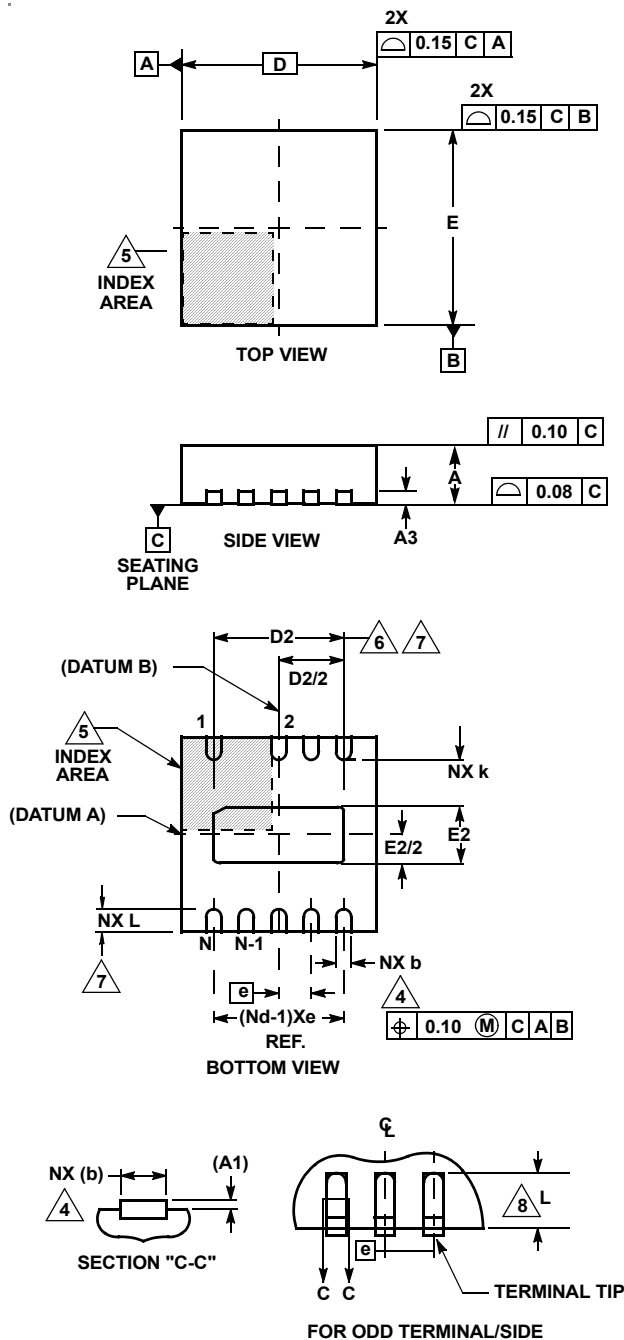 2X
⌓ 0.15 C A
A
D
2X
⌓ 0.15 C B
E
5
INDEX
AREA
TOP VIEW
B
// 0.10 C
A
⌓ 0.08 C
A3
C
SEATING
PLANE
SIDE VIEW
D2
6 7
(DATUM B)
D2/2
1 2
5
INDEX
AREA
NX k
(DATUM A)
E2
E2/2
NX L
N N-1
7
NX b
e
4
(Nd-1)Xe
REF.
⌖ 0.10 Ⓜ C A B
BOTTOM VIEW
NX (b)
(A1)
4
SECTION "C-C"
℄
8 L
e
C C
TERMINAL TIP
FOR ODD TERMINAL/SIDE